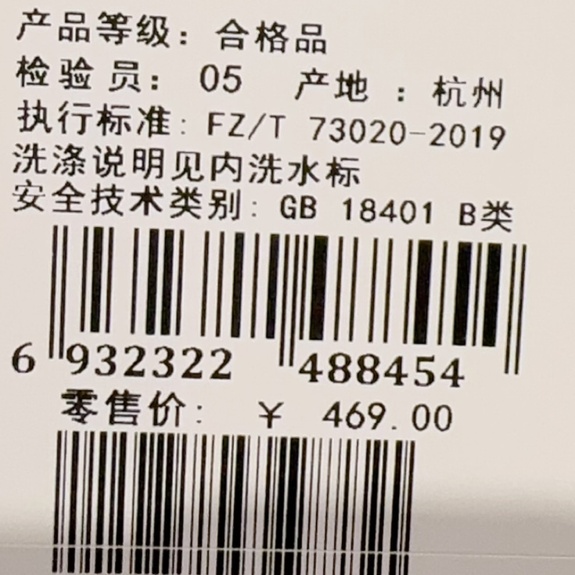 产品等级：合格品
检验员：05 产地：杭州
执行标准：FZ/T 73020-2019
洗涤说明见内洗水标
安全技术类别：GB 18401 B类
6 932322 488454
零售价：￥ 469.00